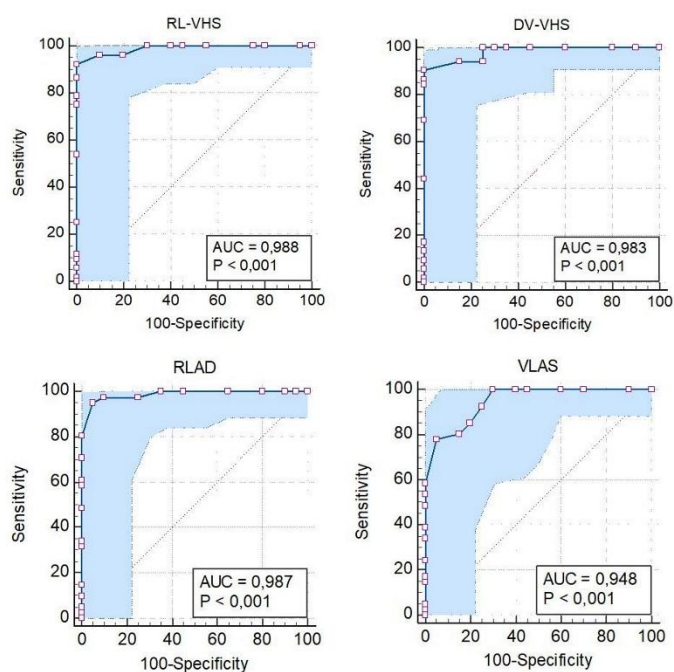 RL-VHS
100
80
60
40
20
0
Sensitivity
AUC = 0,988
P < 0,001
0 20 40 60 80 100
100-Specificity
DV-VHS
100
80
60
40
20
0
Sensitivity
AUC = 0,983
P < 0,001
0 20 40 60 80 100
100-Specificity
RLAD
100
80
60
40
20
0
Sensitivity
AUC = 0,987
P < 0,001
0 20 40 60 80 100
100-Specificity
VLAS
100
80
60
40
20
0
Sensitivity
AUC = 0,948
P < 0,001
0 20 40 60 80 100
100-Specificity